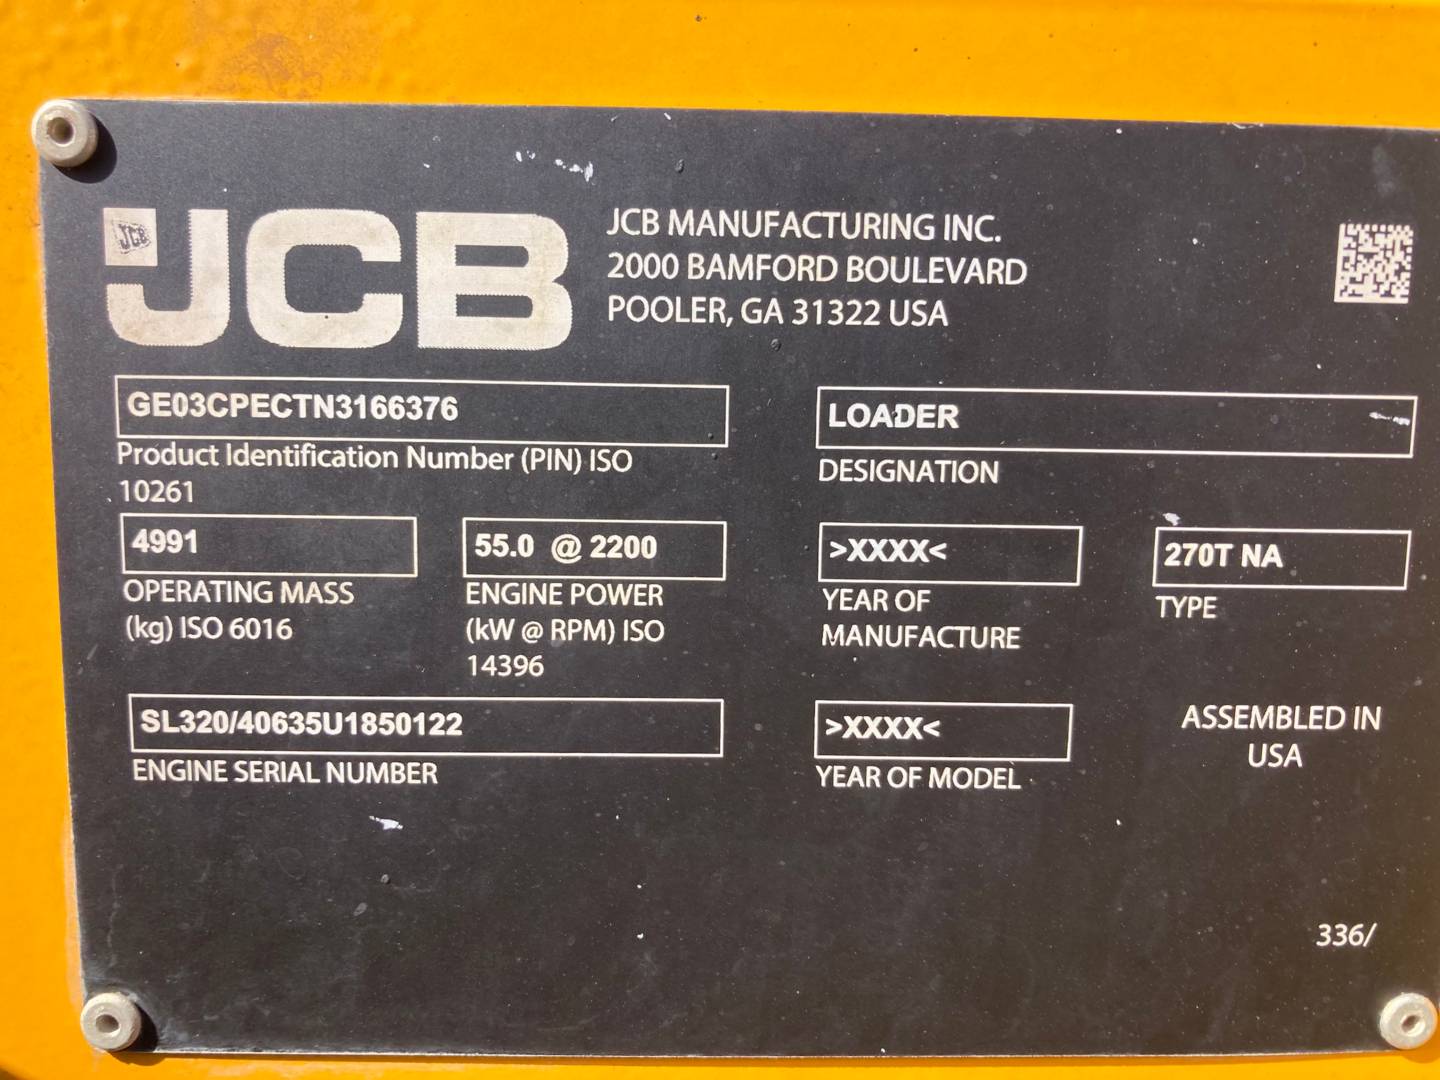 JCB
JCB
JCB MANUFACTURING INC.
2000 BAMFORD BOULEVARD
POOLER, GA 31322 USA
GE03CPECTN3166376
Product Identification Number (PIN) ISO
10261
LOADER
DESIGNATION
4991
OPERATING MASS
(kg) ISO 6016
55.0 @ 2200
ENGINE POWER
(kW @ RPM) ISO
14396
>XXXX<
YEAR OF
MANUFACTURE
270T NA
TYPE
SL320/40635U1850122
ENGINE SERIAL NUMBER
>XXXX<
YEAR OF MODEL
ASSEMBLED IN
USA
336/